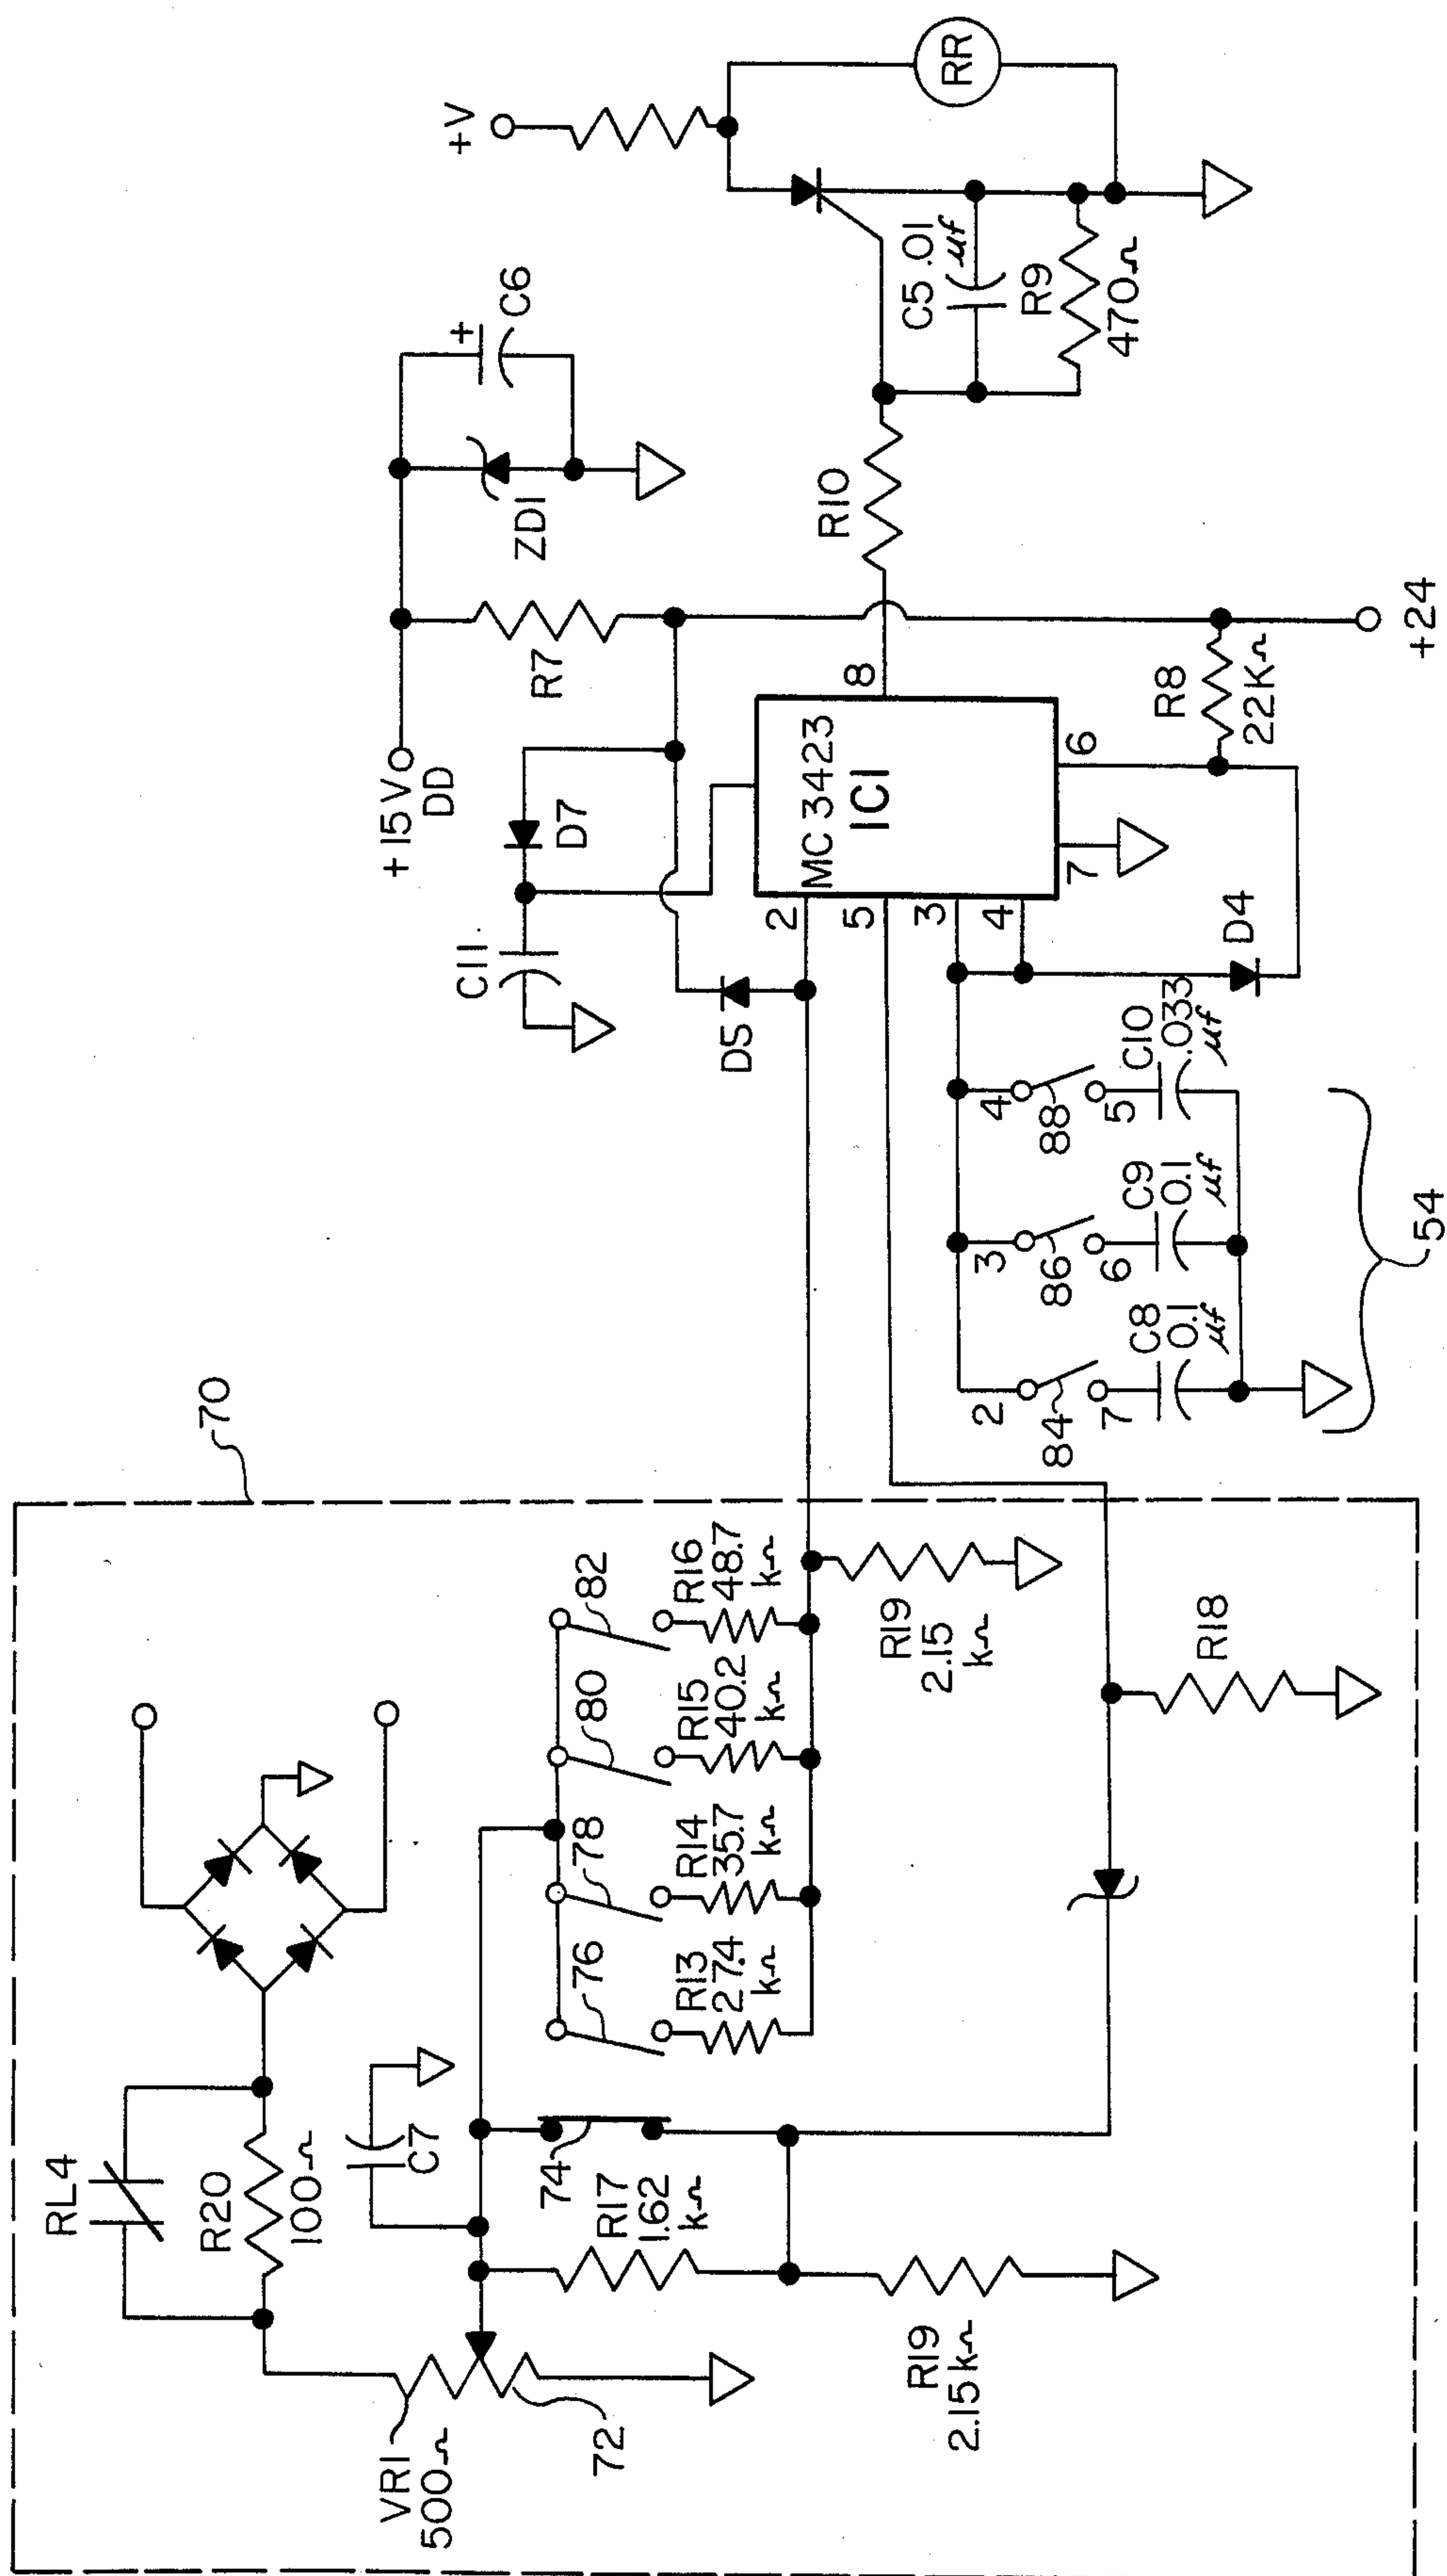 RL4
R20
100Ω
VR1
500Ω
72
C7
74
R17
1.62
kΩ
R19
2.15kΩ
70
76
78
80
82
R13
27.4
kΩ
R14
35.7
kΩ
R15
40.2
kΩ
R16
48.7
kΩ
R19
2.15
kΩ
R18
+15V
DD
C11
D7
R7
ZD1
+
C6
D5
2
5
3
4
MC 3423
IC1
8
7
6
R10
+V
RR
C5 .01
μf
R9
470Ω
R8
22KΩ
+24
D4
2
84
7
C8
0.1
μf
3
86
6
C9
0.1
μf
4
88
5
C10
.033
μf
54